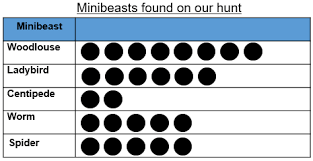 Minibeasts found on our hunt
Minibeast
Woodlouse
Ladybird
Centipede
Worm
Spider